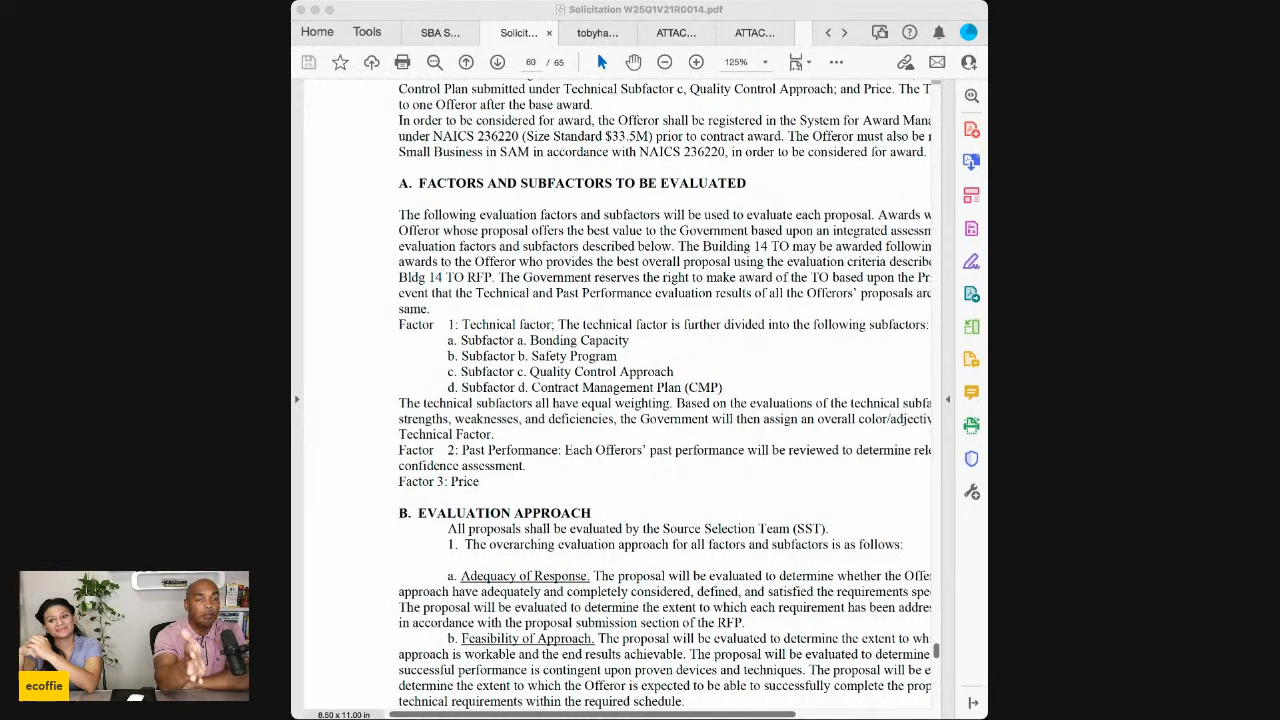 Solicitation W25G1V21R0014.pdf
Home Tools SBA S... Solicit... × tobyha... ATTAC... ATTAC...
60 / 65 125%
Control Plan submitted under Technical Subfactor c, Quality Control Approach; and Price. The T
to one Offeror after the base award.
In order to be considered for award, the Offeror shall be registered in the System for Award Mana
under NAICS 236220 (Size Standard $33.5M) prior to contract award. The Offeror must also be r
Small Business in SAM in accordance with NAICS 236220, in order to be considered for award.
A. FACTORS AND SUBFACTORS TO BE EVALUATED
The following evaluation factors and subfactors will be used to evaluate each proposal. Awards w
Offeror whose proposal offers the best value to the Government based upon an integrated assessm
evaluation factors and subfactors described below. The Building 14 TO may be awarded followin
awards to the Offeror who provides the best overall proposal using the evaluation criteria describe
Bldg 14 TO RFP. The Government reserves the right to make award of the TO based upon the Pr
event that the Technical and Past Performance evaluation results of all the Offerors' proposals are
same.
Factor 1: Technical factor; The technical factor is further divided into the following subfactors:
a. Subfactor a. Bonding Capacity
b. Subfactor b. Safety Program
c. Subfactor c. Quality Control Approach
d. Subfactor d. Contract Management Plan (CMP)
The technical subfactors all have equal weighting. Based on the evaluations of the technical subfa
strengths, weaknesses, and deficiencies, the Government will then assign an overall color/adjectiv
Technical Factor.
Factor 2: Past Performance: Each Offerors' past performance will be reviewed to determine rele
confidence assessment.
Factor 3: Price
B. EVALUATION APPROACH
All proposals shall be evaluated by the Source Selection Team (SST).
1. The overarching evaluation approach for all factors and subfactors is as follows:
a. Adequacy of Response. The proposal will be evaluated to determine whether the Offe
approach have adequately and completely considered, defined, and satisfied the requirements spe
The proposal will be evaluated to determine the extent to which each requirement has been addre
in accordance with the proposal submission section of the RFP.
b. Feasibility of Approach. The proposal will be evaluated to determine the extent to wh
approach is workable and the end results achievable. The proposal will be evaluated to determine
successful performance is contingent upon proven devices and techniques. The proposal will be e
determine the extent to which the Offeror is expected to be able to successfully complete the prop
technical requirements within the required schedule.
8.50 x 11.00 in
ecoffie